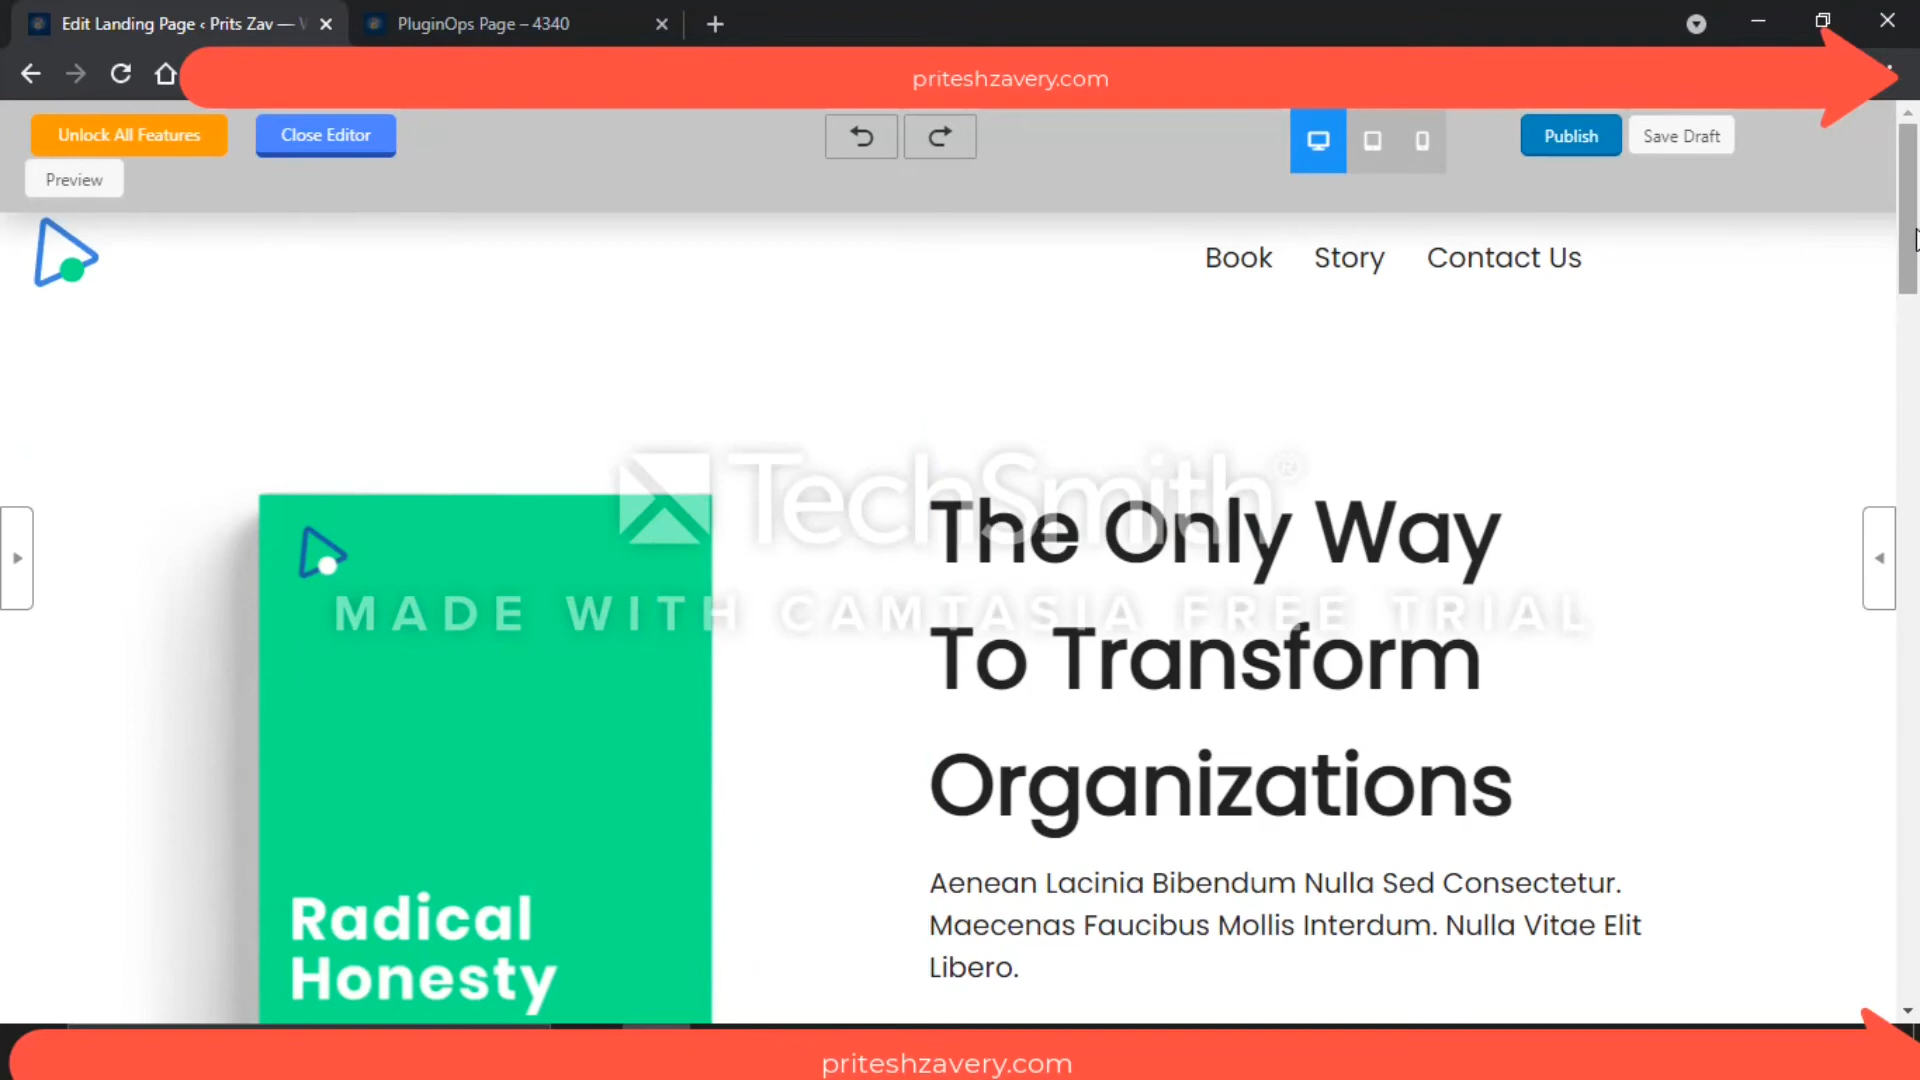 Edit Landing Page ‹ Prits Zav —
PluginOps Page – 4340
priteshzavery.com
Unlock All Features
Close Editor
Publish
Save Draft
Preview
Book
Story
Contact Us
TechSmith®
MADE WITH CAMTASIA FREE TRIAL
The Only Way
To Transform
Organizations
Radical
Honesty
Aenean Lacinia Bibendum Nulla Sed Consectetur.
Maecenas Faucibus Mollis Interdum. Nulla Vitae Elit
Libero.
priteshzavery.com